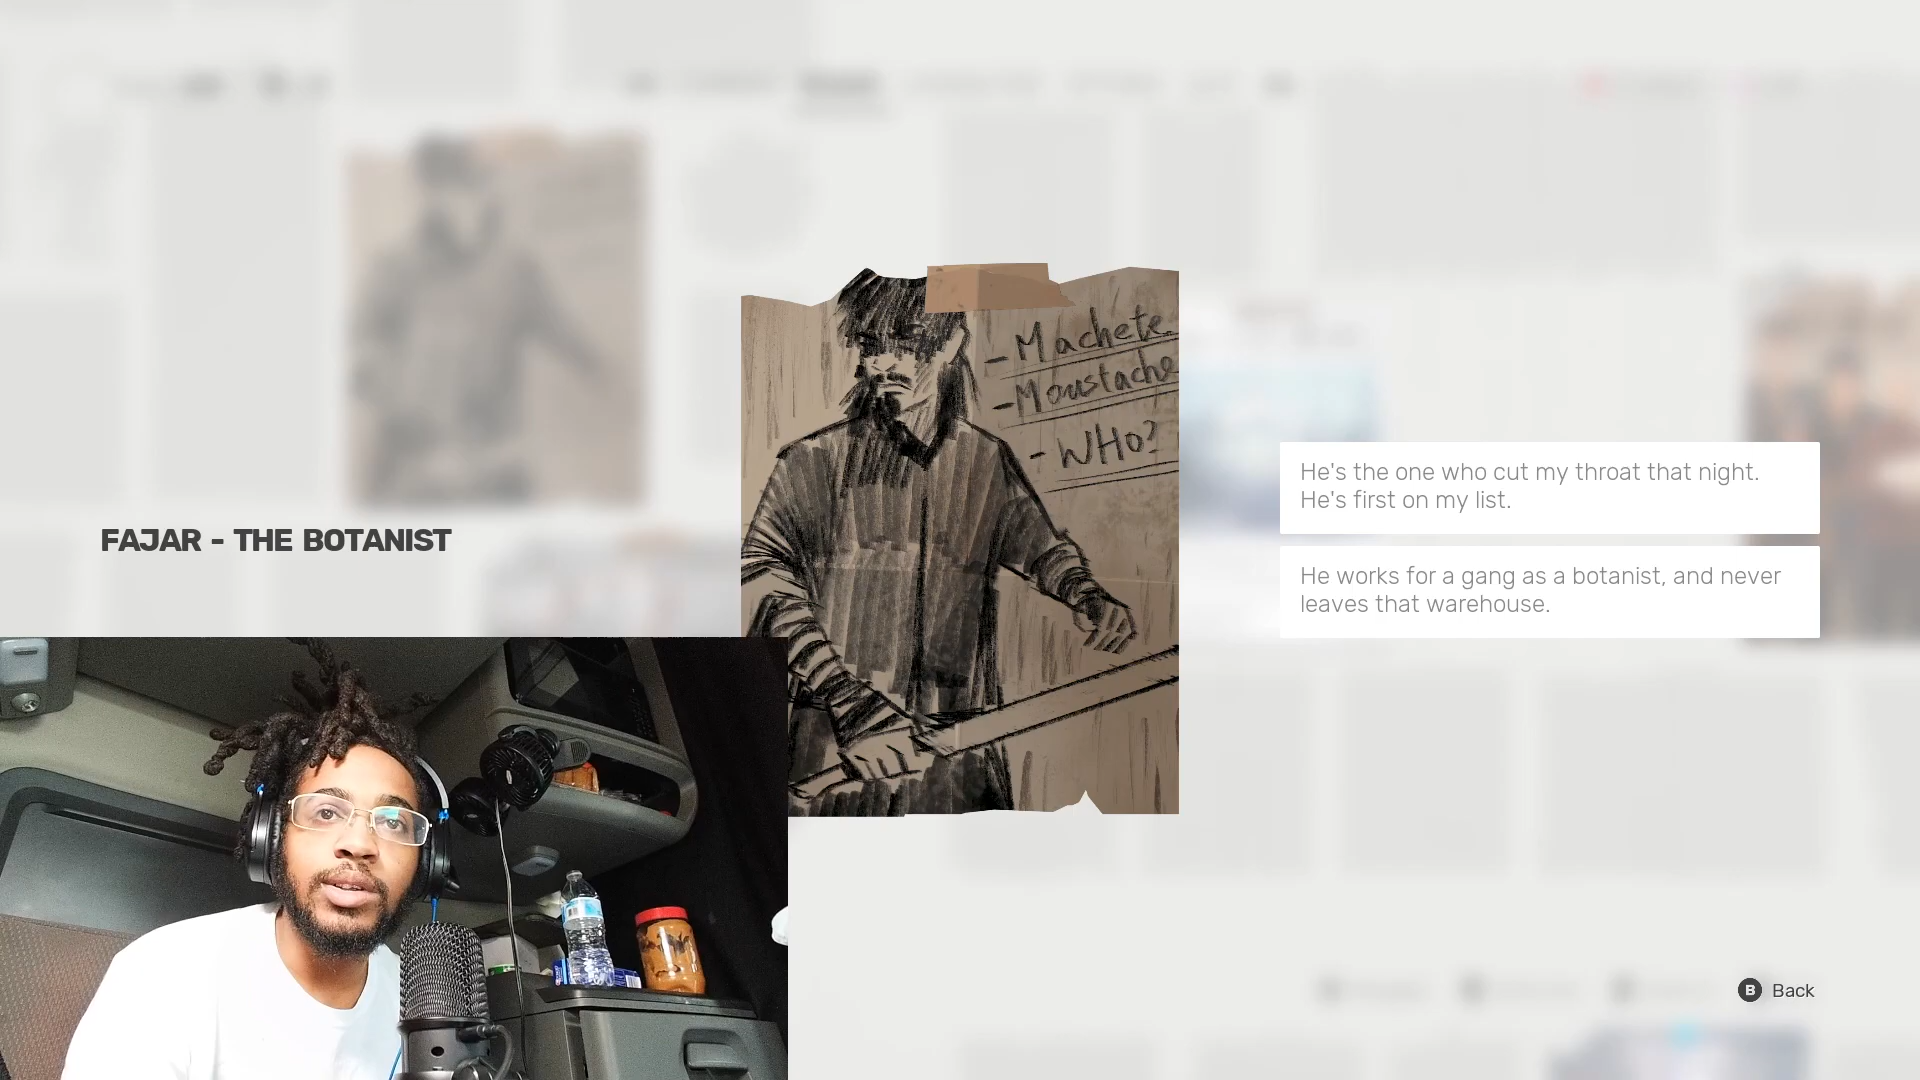 FAJAR - THE BOTANIST
- Machete
- Moustache
- WHO?
He's the one who cut my throat that night.
He's first on my list.
He works for a gang as a botanist, and never
leaves that warehouse.
B Back